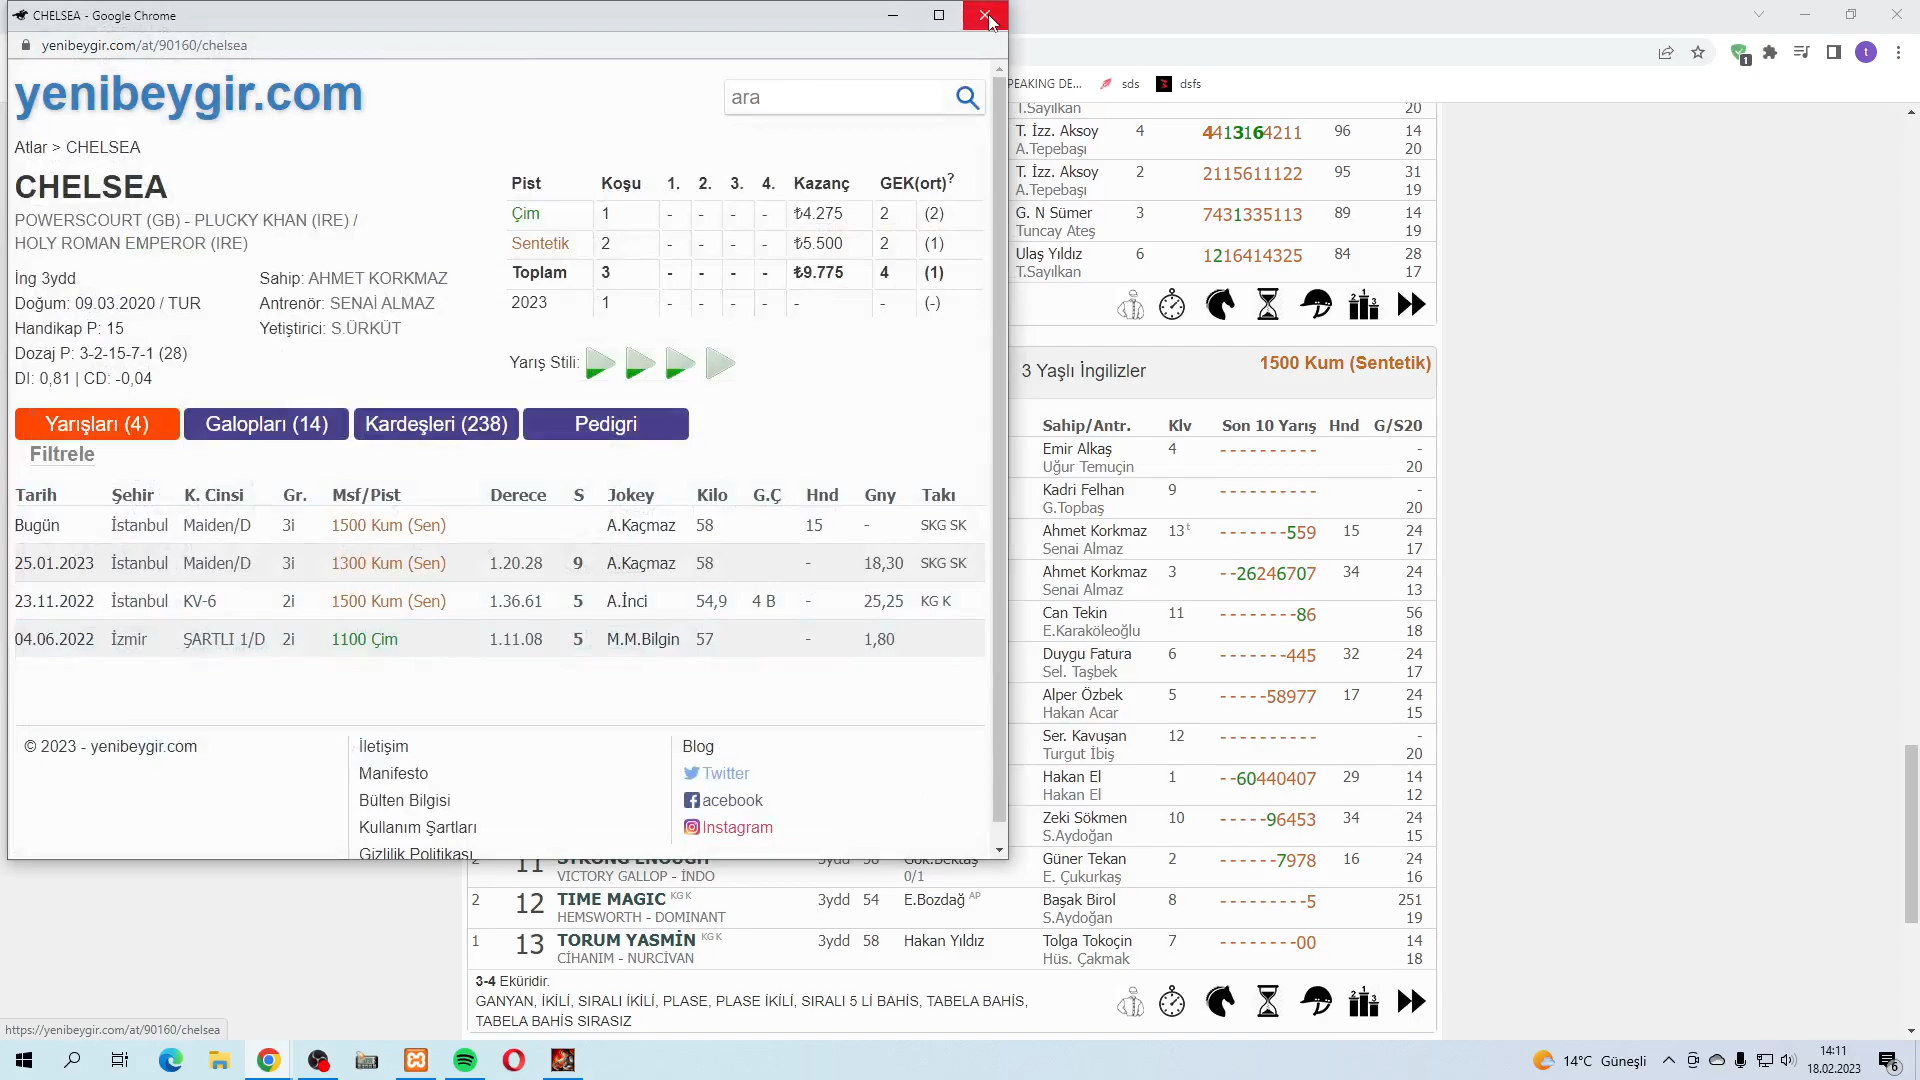 CHELSEA - Google Chrome
yenibeygir.com/at/90160/chelsea
yenibeygir.com
ara
Atlar > CHELSEA
CHELSEA
POWERSCOURT (GB) - PLUCKY KHAN (IRE) /
HOLY ROMAN EMPEROR (IRE)
İng 3ydd
Doğum: 09.03.2020 / TUR
Handikap P: 15
Dozaj P: 3-2-15-7-1 (28)
DI: 0,81 | CD: -0,04
Sahip: AHMET KORKMAZ
Antrenör: SENAİ ALMAZ
Yetiştirici: S.ÜRKÜT
Pist Koşu 1. 2. 3. 4. Kazanç GEK(ort)?
Çim 1 - - - - ₺4.275 2 (2)
Sentetik 2 - - - - ₺5.500 2 (1)
Toplam 3 - - - - ₺9.775 4 (1)
2023 1 - - - - - - (-)
Yarış Stili:
Yarışları (4) Galopları (14) Kardeşleri (238) Pedigri
Filtrele
Tarih Şehir K. Cinsi Gr. Msf/Pist Derece S Jokey Kilo G.Ç Hnd Gny Takı
Bugün İstanbul Maiden/D 3i 1500 Kum (Sen) A.Kaçmaz 58 15 - SKG SK
25.01.2023 İstanbul Maiden/D 3i 1300 Kum (Sen) 1.20.28 9 A.Kaçmaz 58 - 18,30 SKG SK
23.11.2022 İstanbul KV-6 2i 1500 Kum (Sen) 1.36.61 5 A.İnci 54,9 4 B - 25,25 KG K
04.06.2022 İzmir ŞARTLI 1/D 2i 1100 Çim 1.11.08 5 M.M.Bilgin 57 - 1,80
© 2023 - yenibeygir.com
İletişim
Manifesto
Bülten Bilgisi
Kullanım Şartları
Gizlilik Politikası
Blog
Twitter
acebook
Instagram
PEAKING DE... sds dsfs
1
t
T.Sayılkan 20
T. İzz. Aksoy 4 4413164211 96 14
A.Tepebaşı 20
T. İzz. Aksoy 2 2115611122 95 31
A.Tepebaşı 19
G. N Sümer 3 7431335113 89 14
Tuncay Ateş 19
Ulaş Yıldız 6 1216414325 84 28
T.Sayılkan 17
3 Yaşlı İngilizler 1500 Kum (Sentetik)
Sahip/Antr. Klv Son 10 Yarış Hnd G/S20
Emir Alkaş 4 - - - - - - - - - - -
Uğur Temuçin 20
Kadri Felhan 9 - - - - - - - - - - -
G.Topbaş 20
Ahmet Korkmaz 13 t - - - - - - -559 15 24
Senai Almaz 17
Ahmet Korkmaz 3 - -26246707 34 24
Senai Almaz 13
Can Tekin 11 - - - - - - - -86 56
E.Karaköleoğlu 18
Duygu Fatura 6 - - - - - - -445 32 24
Sel. Taşbek 17
Alper Özbek 5 - - - - -58977 17 24
Hakan Acar 15
Ser. Kavuşan 12 - - - - - - - - - - -
Turgut İbiş 20
Hakan El 1 - -60440407 29 14
Hakan El 12
Zeki Sökmen 10 - - - - -96453 34 24
S.Aydoğan 15
11 STRONG ENOUGH 3ydd 58 Gök.Bektaş Güner Tekan 2 - - - - - -7978 16 24
VICTORY GALLOP - İNDO 0/1 E. Çukurkaş 16
2 12 TIME MAGIC KG K 3ydd 54 E.Bozdağ AP Başak Birol 8 - - - - - - - - -5 251
HEMSWORTH - DOMINANT S.Aydoğan 19
1 13 TORUM YASMİN KG K 3ydd 58 Hakan Yıldız Tolga Tokoçin 7 - - - - - - - -00 14
CİHANIM - NURCİVAN Hüs. Çakmak 18
3-4 Eküridir.
GANYAN, İKİLİ, SIRALI İKİLİ, PLASE, PLASE İKİLİ, SIRALI 5 Lİ BAHİS, TABELA BAHİS,
TABELA BAHİS SIRASIZ
https://yenibeygir.com/at/90160/chelsea
14°C Güneşli
14:11
18.02.2023
6